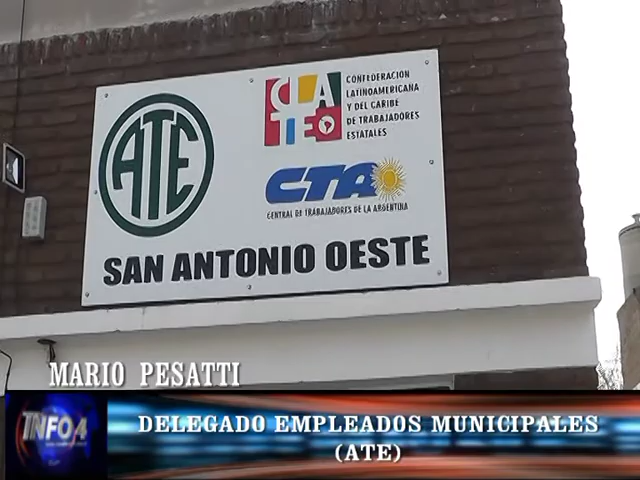 ATE
CLATE
CONFEDERACION
LATINOAMERICANA
Y DEL CARIBE
DE TRABAJADORES
ESTATALES
CTA
CENTRAL DE TRABAJADORES DE LA ARGENTINA
SAN ANTONIO OESTE
MARIO PESATTI
INFO4
DELEGADO EMPLEADOS MUNICIPALES
(ATE)